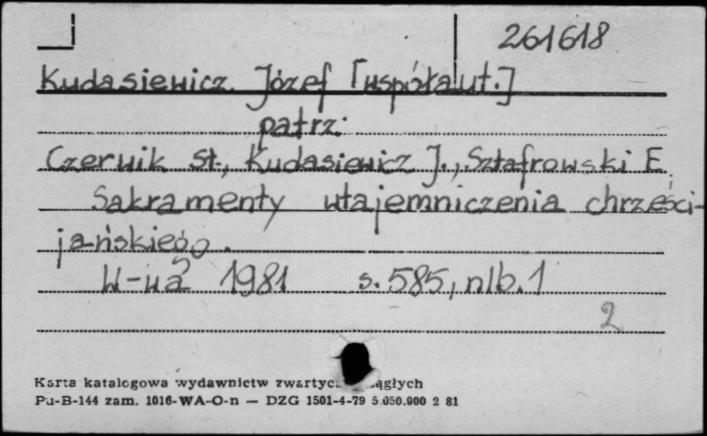 261618
Kudasiewicz Józef [współaut.]
patrz:
Czerwik St., Kudasiewicz J., Sztafrowski E.
Sakramenty wtajemniczenia chrześci-
jańskiego.
W-wa 1981 s. 585, nlb. 1
2
Karta katalogowa wydawnictw zwartyc ągłych
Pu-B-144 zam. 1016-WA-O-n — DZG 1501-4-79 5.050.000 2 81